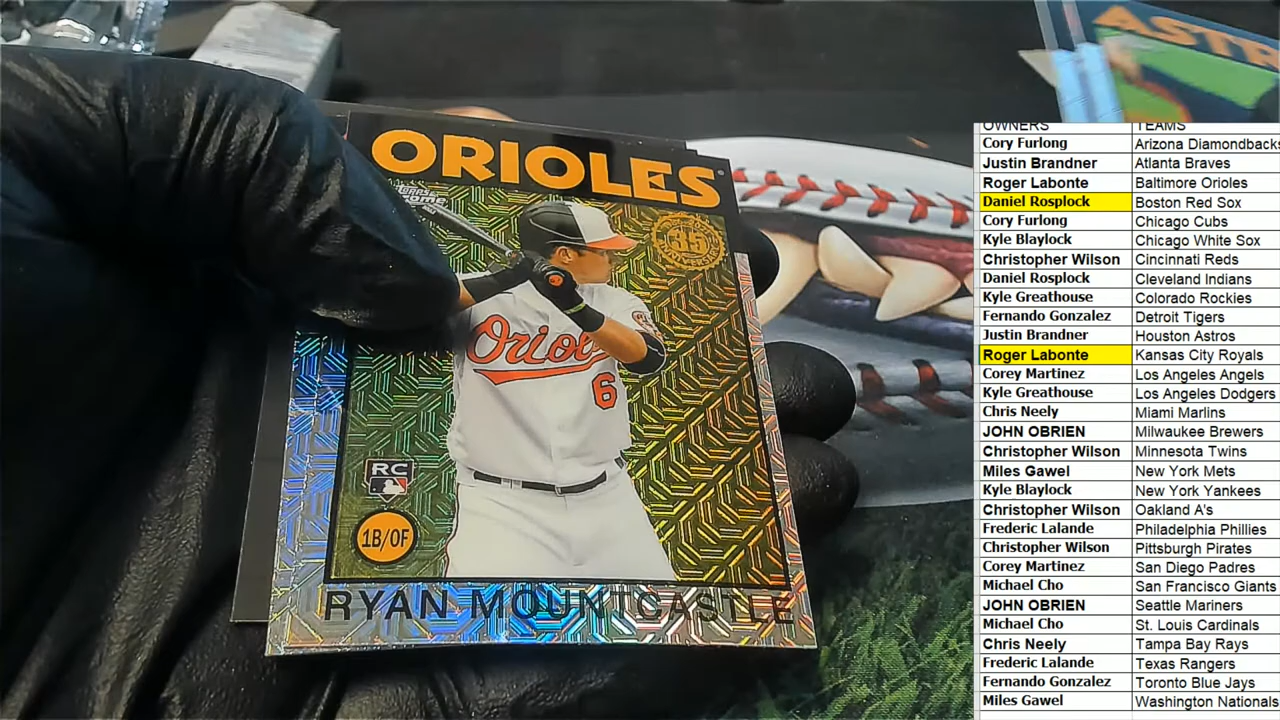 ASTR
ORIOLES
Topps
Chrome
35
Orio
6
RC
1B/OF
RYAN MOUNTCASTLE
OWNERS TEAMS
Cory Furlong Arizona Diamondbacks
Justin Brandner Atlanta Braves
Roger Labonte Baltimore Orioles
Daniel Rosplock Boston Red Sox
Cory Furlong Chicago Cubs
Kyle Blaylock Chicago White Sox
Christopher Wilson Cincinnati Reds
Daniel Rosplock Cleveland Indians
Kyle Greathouse Colorado Rockies
Fernando Gonzalez Detroit Tigers
Justin Brandner Houston Astros
Roger Labonte Kansas City Royals
Corey Martinez Los Angeles Angels
Kyle Greathouse Los Angeles Dodgers
Chris Neely Miami Marlins
JOHN OBRIEN Milwaukee Brewers
Christopher Wilson Minnesota Twins
Miles Gawel New York Mets
Kyle Blaylock New York Yankees
Christopher Wilson Oakland A's
Frederic Lalande Philadelphia Phillies
Christopher Wilson Pittsburgh Pirates
Corey Martinez San Diego Padres
Michael Cho San Francisco Giants
JOHN OBRIEN Seattle Mariners
Michael Cho St. Louis Cardinals
Chris Neely Tampa Bay Rays
Frederic Lalande Texas Rangers
Fernando Gonzalez Toronto Blue Jays
Miles Gawel Washington Nationals